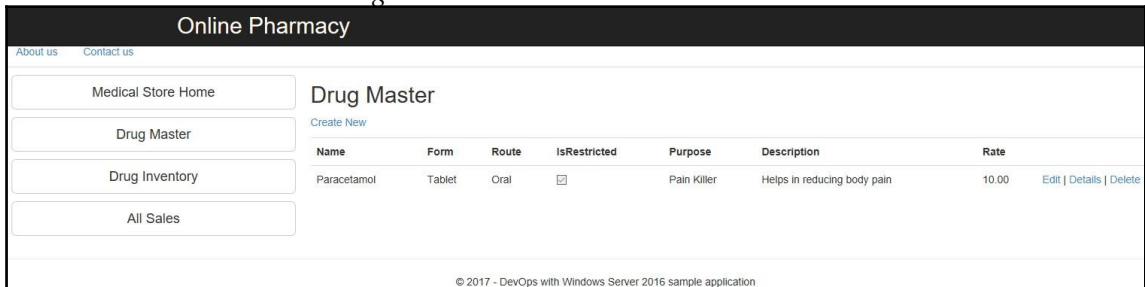 Online Pharmacy
About us Contact us
Medical Store Home
Drug Master
Drug Inventory
All Sales
Drug Master
Create New
Name Form Route IsRestricted Purpose Description Rate
Paracetamol Tablet Oral Pain Killer Helps in reducing body pain 10.00 Edit | Details | Delete
© 2017 - DevOps with Windows Server 2016 sample application